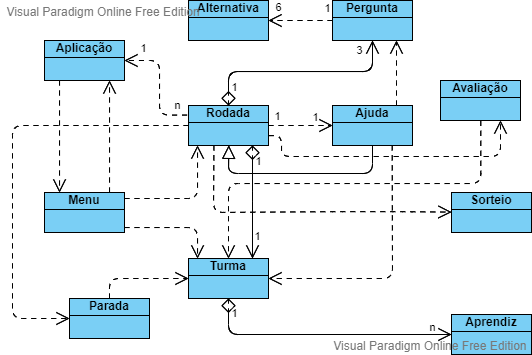 Visual Paradigm Online Free Edition
Alternativa
6
1
Pergunta
Aplicação
1
3
1
Avaliação
n
Rodada
1
1
Ajuda
1
Menu
Sorteio
1
Turma
Parada
1
n
Aprendiz
Visual Paradigm Online Free Edition